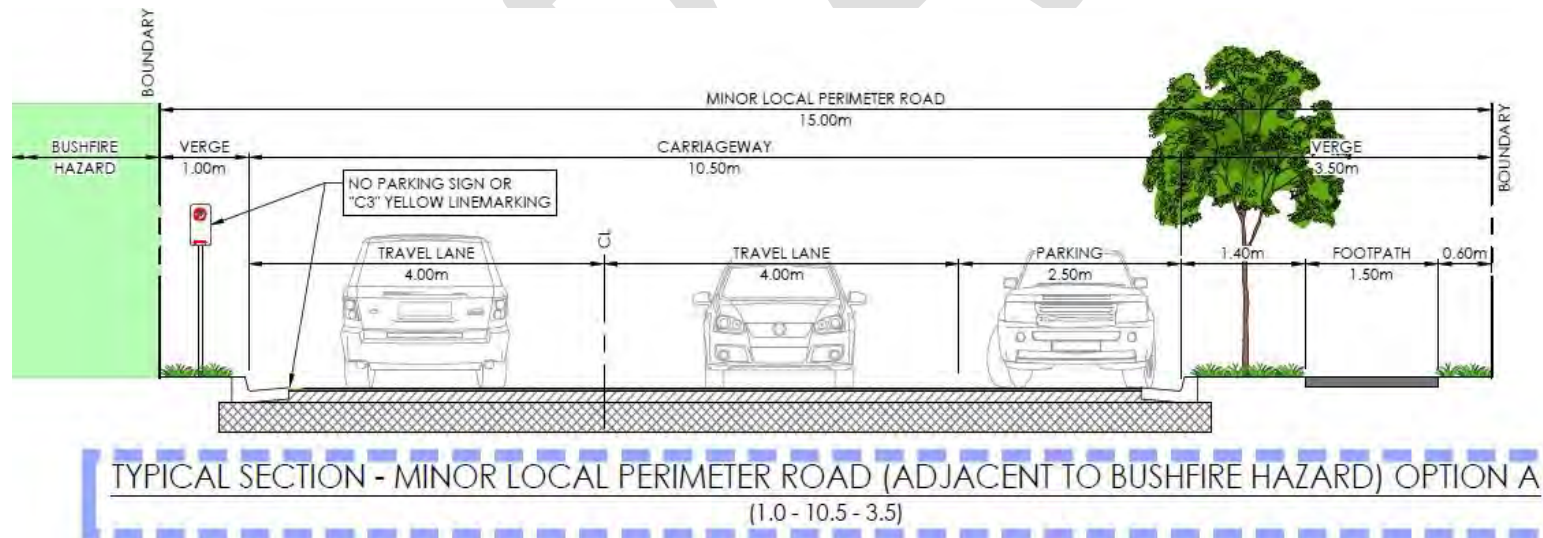 BOUNDARY
MINOR LOCAL PERIMETER ROAD
15.00m
BOUNDARY
BUSHFIRE
HAZARD
VERGE
1.00m
CARRIAGEWAY
10.50m
VERGE
3.50m
NO PARKING SIGN OR
"C3" YELLOW LINEMARKING
CL
TRAVEL LANE
4.00m
TRAVEL LANE
4.00m
PARKING
2.50m
1.40m
FOOTPATH
1.50m
0.60m
TYPICAL SECTION - MINOR LOCAL PERIMETER ROAD (ADJACENT TO BUSHFIRE HAZARD) OPTION A
(1.0 - 10.5 - 3.5)